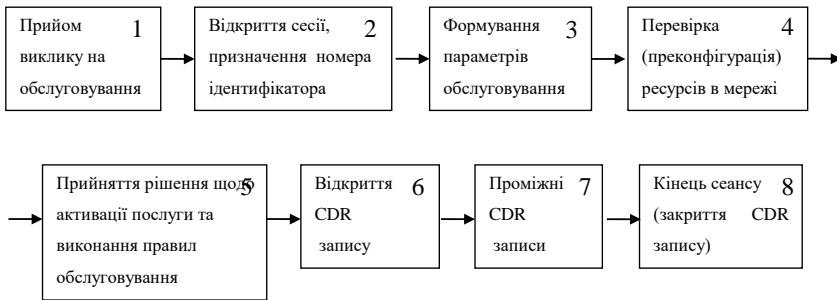 Прийом 1
виклику на
обслуговування
Відкриття сесії, 2
призначення номера
ідентифікатора
Формування 3
параметрів
обслуговування
Перевірка 4
(преконфігурація)
ресурсів в мережі
Прийняття рішення щодо 5
активації послуги та
виконання правил
обслуговування
Відкриття 6
CDR
запису
Проміжні 7
CDR
записи
Кінець сеансу 8
(закриття CDR
запису)